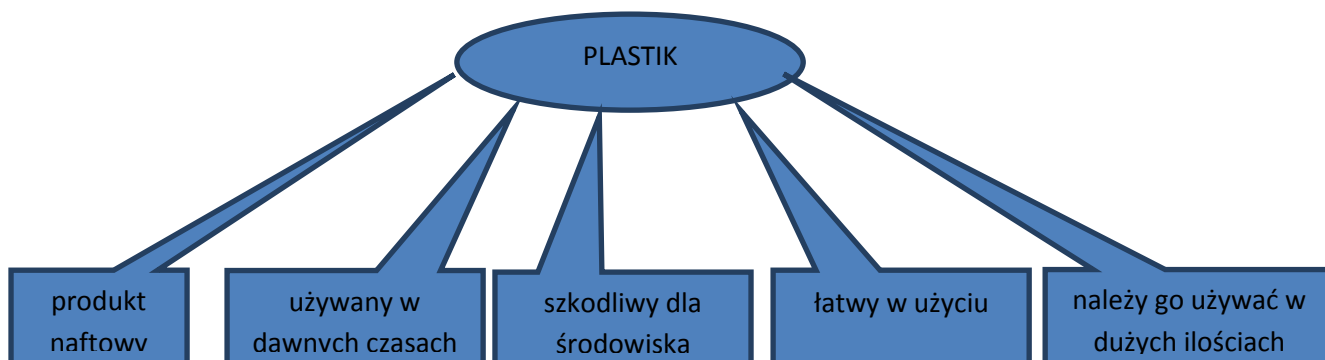 PLASTIK
produkt
naftowy
używany w
dawnych czasach
szkodliwy dla
środowiska
łatwy w użyciu
należy go używać w
dużych ilościach